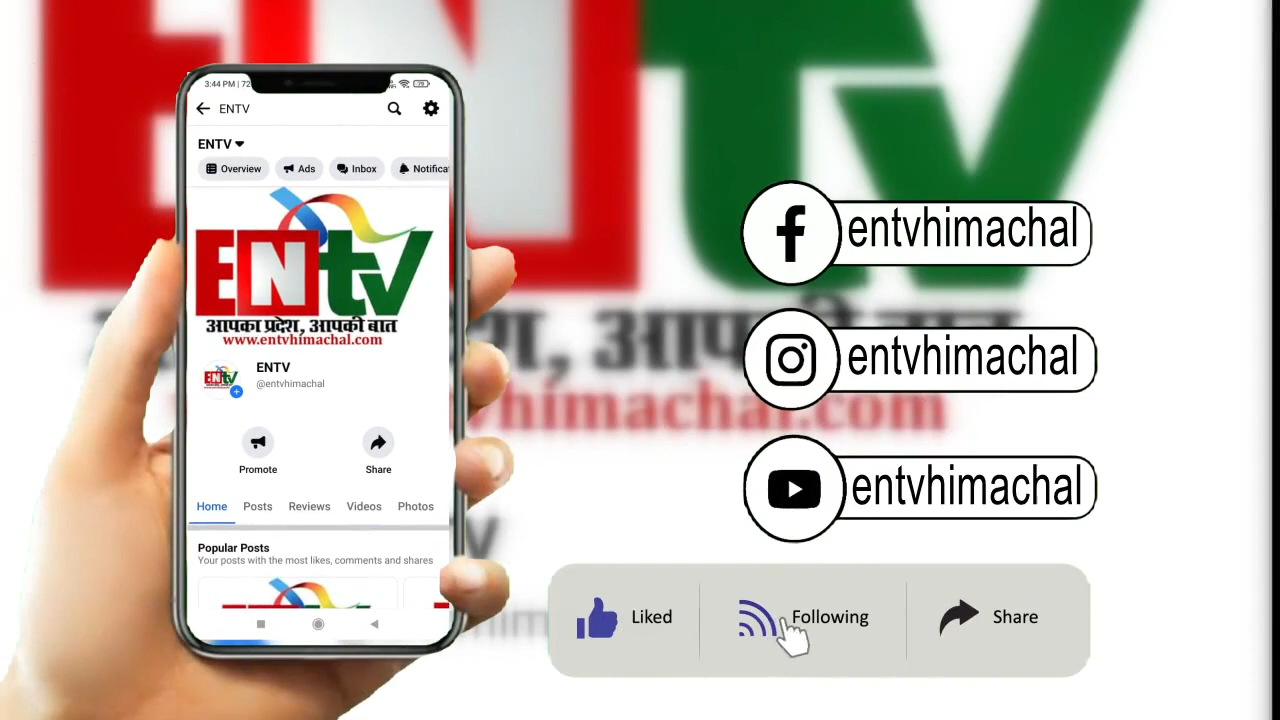 3:44 PM | 72
ENTV
ENTV
Overview
Ads
Inbox
Notifica
ENTV
आपका प्रदेश, आपकी बात
www.entvhimachal.com
ENTV
@entvhimachal
Promote
Share
Home
Posts
Reviews
Videos
Photos
Popular Posts
Your posts with the most likes, comments and shares
entvhimachal
entvhimachal
entvhimachal
Liked
Following
Share